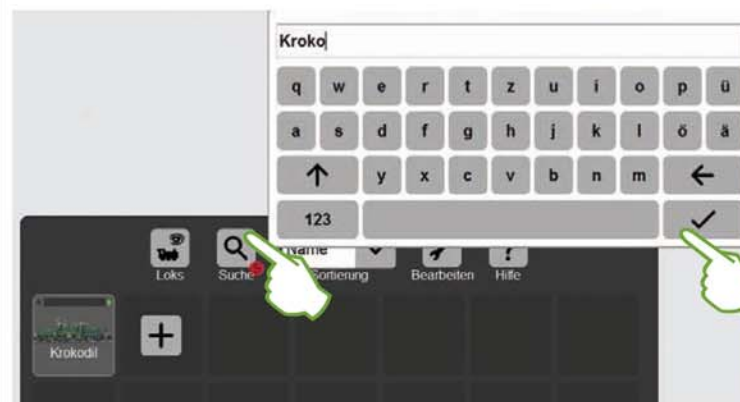 Kroko
q w e r t z u i o p ü
a s d f g h j k l ö ä
y x c v b n m
123
Name
Loks Suche Sortierung Bearbeiten Hilfe
Krokodil